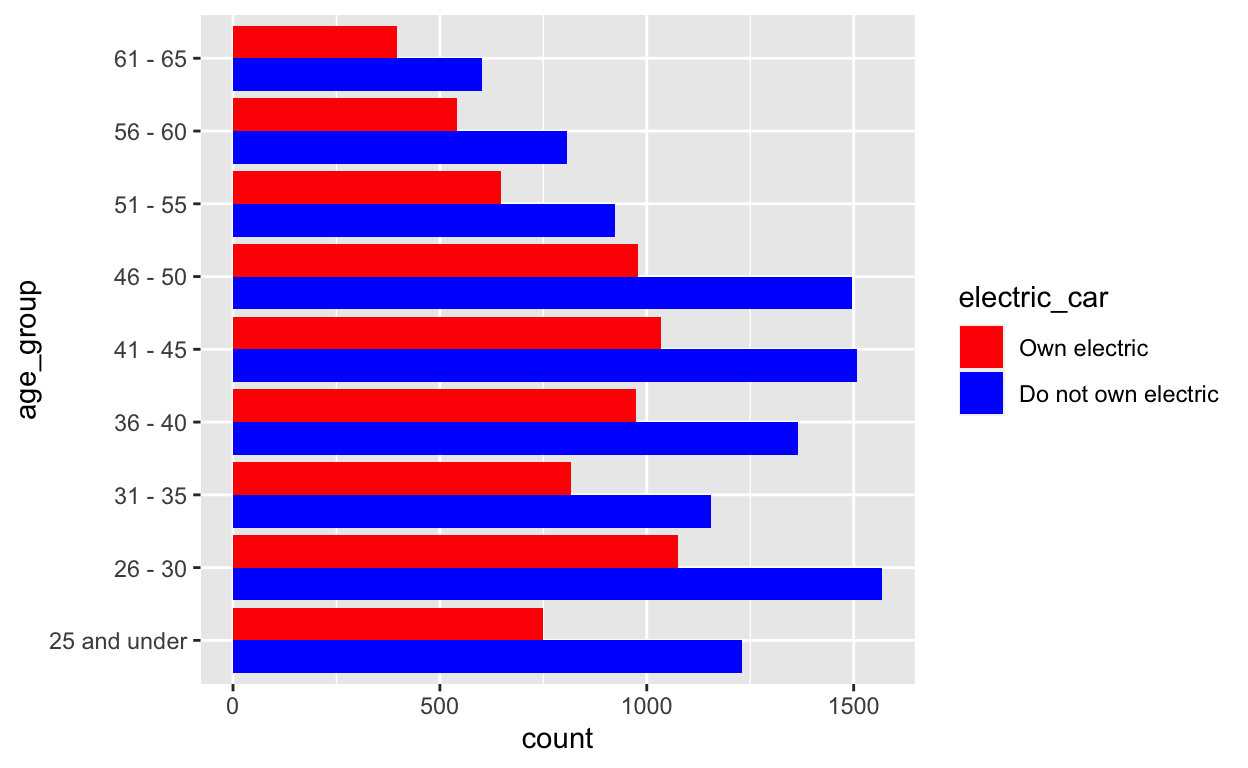 age_group
61 - 65
56 - 60
51 - 55
46 - 50
41 - 45
36 - 40
31 - 35
26 - 30
25 and under
0 500 1000 1500
count
electric_car
Own electric
Do not own electric